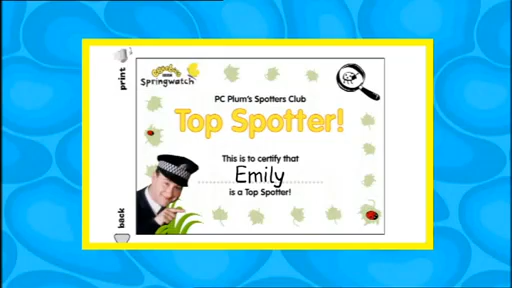 print
Springwatch
PC Plum's Spotters Club
Top Spotter!
This is to certify that
Emily
is a Top Spotter!
back